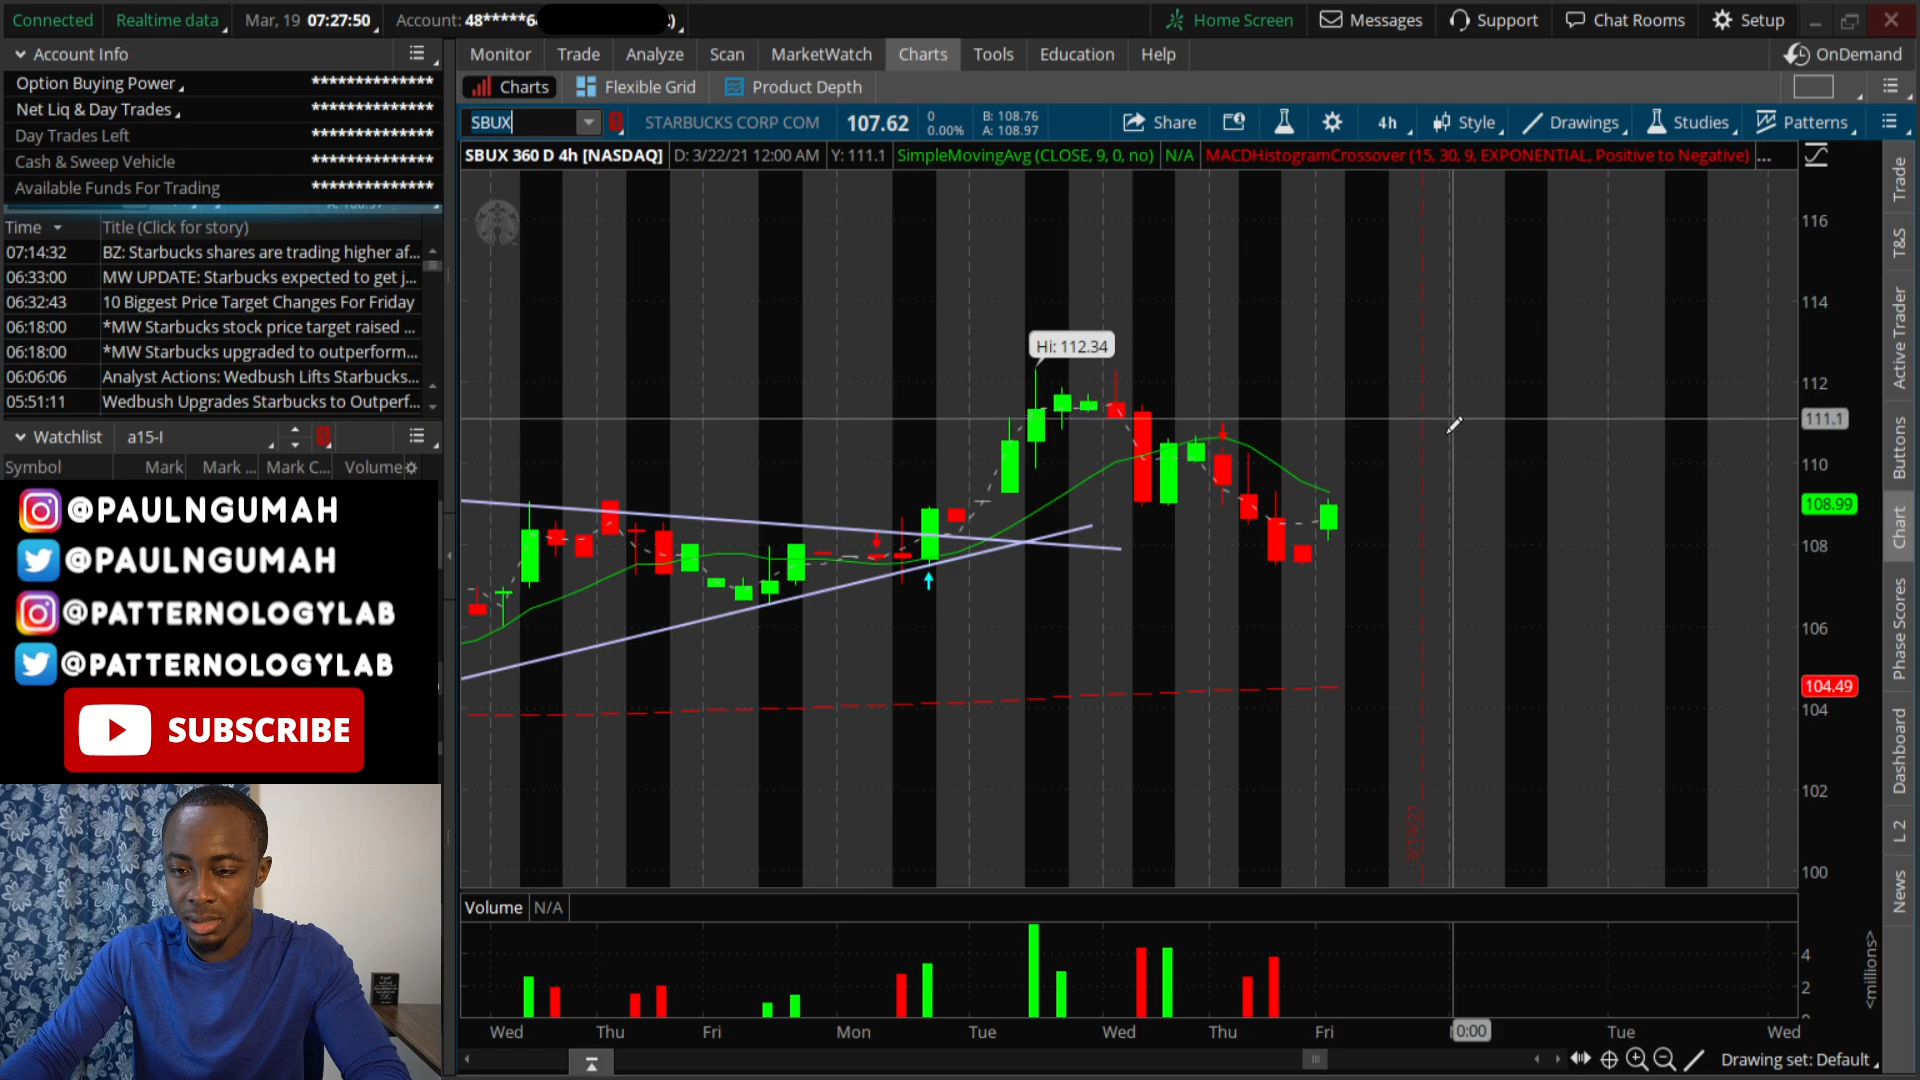 Connected Realtime data Mar, 19 07:27:50 Account: 48*****6 Home Screen Messages Support Chat Rooms Setup
Account Info
Option Buying Power **************
Net Liq & Day Trades **************
Day Trades Left **************
Cash & Sweep Vehicle **************
Available Funds For Trading **************
Time Title (Click for story)
07:14:32 BZ: Starbucks shares are trading higher af...
06:33:00 MW UPDATE: Starbucks expected to get j...
06:32:43 10 Biggest Price Target Changes For Friday
06:18:00 *MW Starbucks stock price target raised ...
06:18:00 *MW Starbucks upgraded to outperform...
06:06:06 Analyst Actions: Wedbush Lifts Starbucks...
05:51:11 Wedbush Upgrades Starbucks to Outperf...
Watchlist a15-I
Symbol Mark Mark ... Mark C... Volume
@PAULNGUMAH
@PAULNGUMAH
@PATTERNOLOGYLAB
@PATTERNOLOGYLAB
SUBSCRIBE
Monitor Trade Analyze Scan MarketWatch Charts Tools Education Help OnDemand
Charts Flexible Grid Product Depth
SBUX STARBUCKS CORP COM 107.62 0 B: 108.76
0.00% A: 108.97
Share 4h Style Drawings Studies Patterns
SBUX 360 D 4h [NASDAQ] D: 3/22/21 12:00 AM Y: 111.1 SimpleMovingAvg (CLOSE, 9, 0, no) N/A MACDHistogramCrossover (15, 30, 9, EXPONENTIAL, Positive to Negative) ...
Hi: 112.34
116
114
112
111.1
110
108.99
108
106
104.49
104
102
100
3/19/21
Volume N/A
4
2
0
<millions>
Wed Thu Fri Mon Tue Wed Thu Fri 0:00 Tue Wed
Drawing set: Default
Trade
T&S
Active Trader
Buttons
Chart
Phase Scores
Dashboard
L 2
News